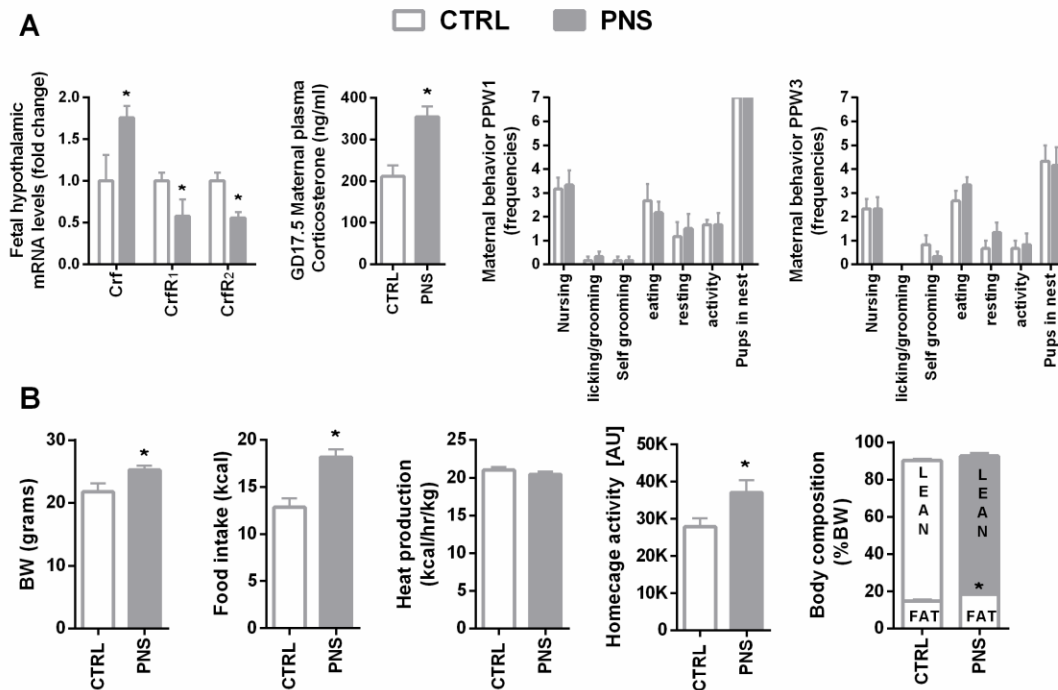 A
CTRL PNS
Fetal hypothalamic
mRNA levels (fold change)
2.0
1.5
1.0
0.5
0.0
*
*
*
Crf
CrfR1
CrfR2-
GD17.5 Maternal plasma
Corticosterone (ng/ml)
400
300
200
100
0
*
CTRL
PNS
Maternal behavior PPW1
(frequencies)
7
6
5
4
3
2
1
0
Nursing
licking/grooming
Self grooming
eating
resting
activity
Pups in nest
Maternal behavior PPW3
(frequencies)
7
6
5
4
3
2
1
0
Nursing
licking/grooming
Self grooming
eating
resting
activity
Pups in nest
B
BW (grams)
30
20
10
0
*
CTRL
PNS
Food intake (kcal)
20
15
10
5
0
*
CTRL
PNS
Heat production
(kcal/hr/kg)
25
20
15
10
5
0
CTRL
PNS
Homecage activity [AU]
50K
40K
30K
20K
10K
0
*
CTRL
PNS
Body composition
(%BW)
100
80
60
40
20
0
LEAN
FAT
LEAN
*
FAT
CTRL
PNS